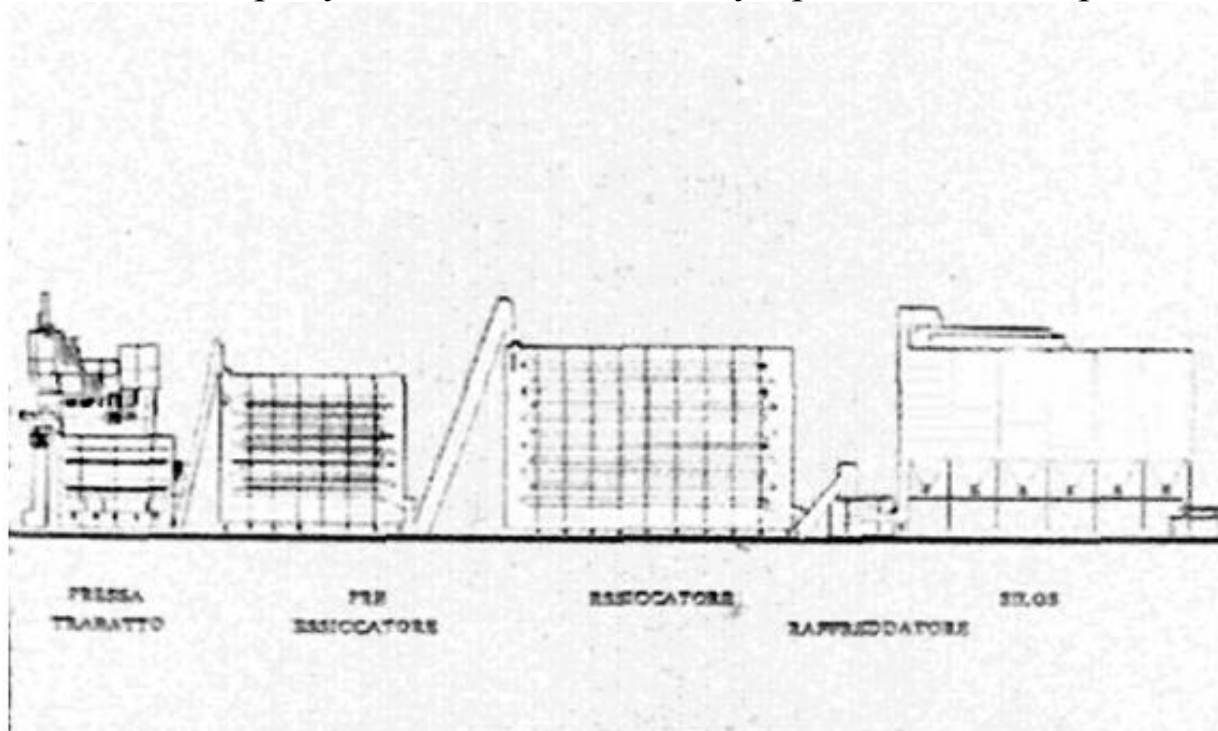 PRESSA
TRABATTO
PRE
ESSICCATORE
ESSICCATORE
RAFFREDDATORE
SILOS